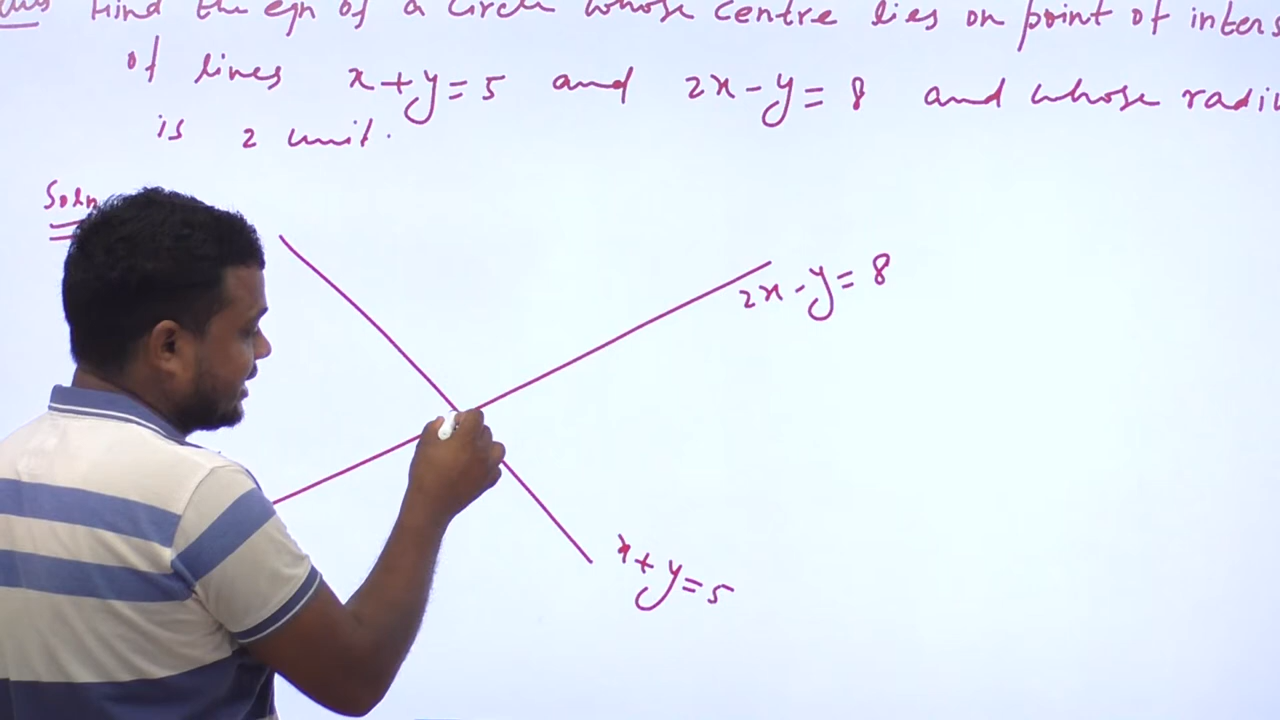 Find the eqn of a Circle whose centre lies on point of inters
of lines x+y=5 and 2x-y=8 and whose radiu
is 2 unit.
Soln
2x-y=8
x+y=5